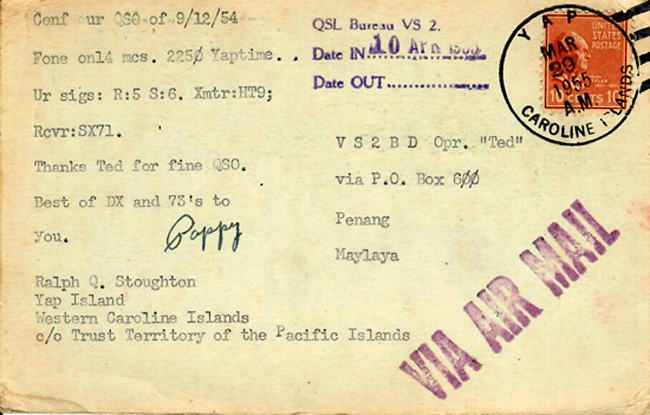 Conf our QSO of 9/12/54
Fone on14 mcs. 2250 Yaptime..
Ur sigs: R:5 S:6. Xmtr:HT9;
Rcvr:SX71.
Thanks Ted for fine QSO.
Best of DX and 73's to
you. Poppy
Ralph Q. Stoughton
Yap Island
Western Caroline Islands
c/o Trust Territory of the Pacific Islands
QSL Bureau VS 2.
Date IN 10 APR
Date OUT
VS2BD Opr. "Ted"
via P.O. Box 600
Penang
Maylaya
VIA AIR MAIL
YAP
MAR
29
1955
A.M.
CAROLINE ISLANDS
UNITED
STATES
POSTAGE